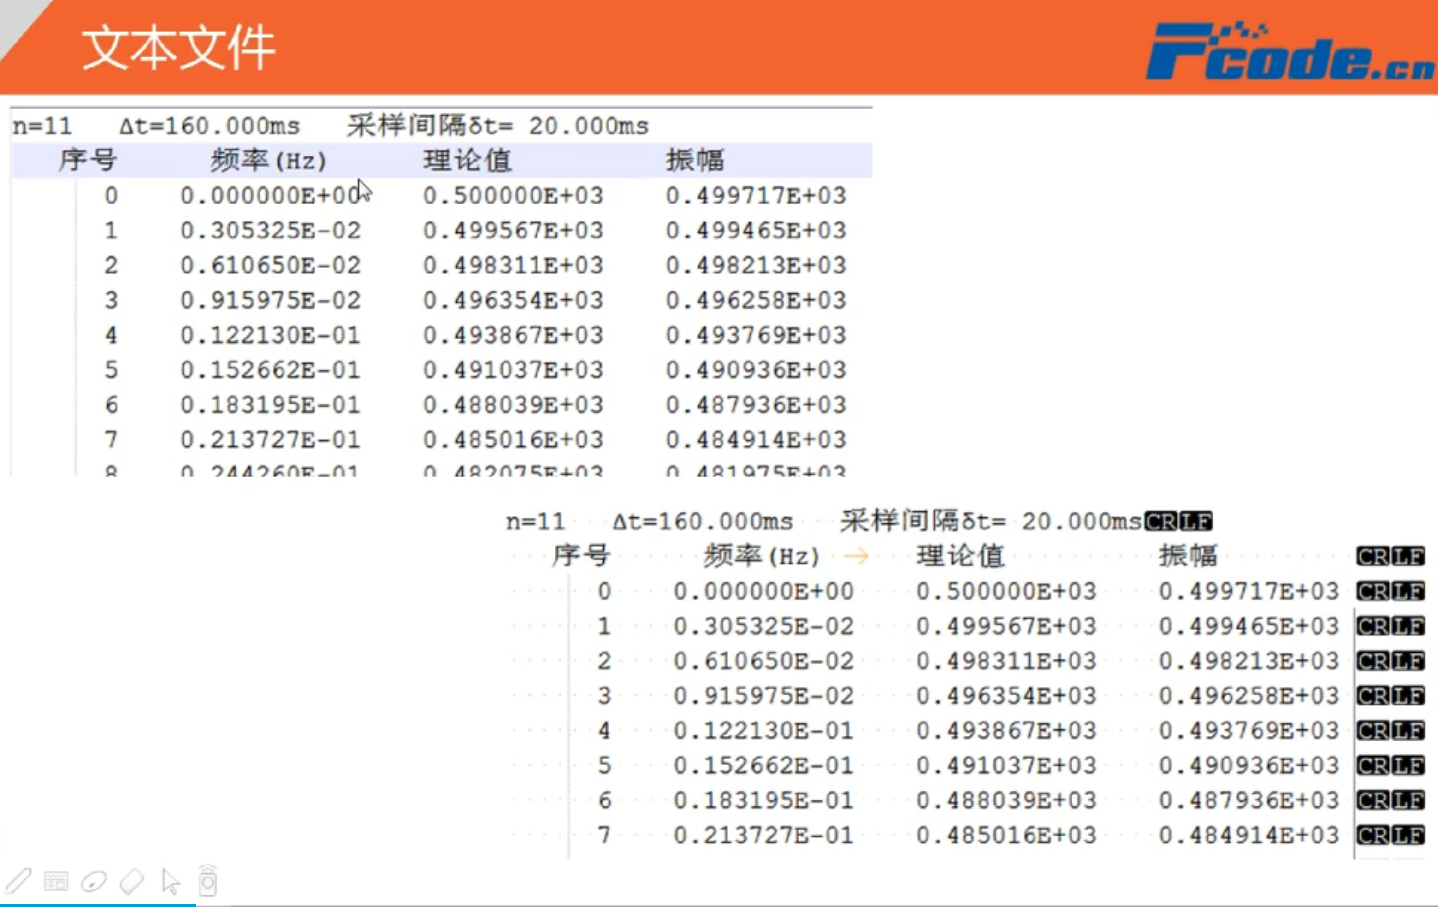 文本文件
Fcode.cn
n=11 Δt=160.000ms 采样间隔δt= 20.000ms
序号 频率(Hz) 理论值 振幅
0 0.000000E+00 0.500000E+03 0.499717E+03
1 0.305325E-02 0.499567E+03 0.499465E+03
2 0.610650E-02 0.498311E+03 0.498213E+03
3 0.915975E-02 0.496354E+03 0.496258E+03
4 0.122130E-01 0.493867E+03 0.493769E+03
5 0.152662E-01 0.491037E+03 0.490936E+03
6 0.183195E-01 0.488039E+03 0.487936E+03
7 0.213727E-01 0.485016E+03 0.484914E+03
8 0.244260E-01 0.482075E+03 0.481975E+03
n=11 Δt=160.000ms 采样间隔δt= 20.000msCRLF
序号 频率(Hz) → 理论值 振幅 CRLF
0 0.000000E+00 0.500000E+03 0.499717E+03 CRLF
1 0.305325E-02 0.499567E+03 0.499465E+03 CRLF
2 0.610650E-02 0.498311E+03 0.498213E+03 CRLF
3 0.915975E-02 0.496354E+03 0.496258E+03 CRLF
4 0.122130E-01 0.493867E+03 0.493769E+03 CRLF
5 0.152662E-01 0.491037E+03 0.490936E+03 CRLF
6 0.183195E-01 0.488039E+03 0.487936E+03 CRLF
7 0.213727E-01 0.485016E+03 0.484914E+03 CRLF